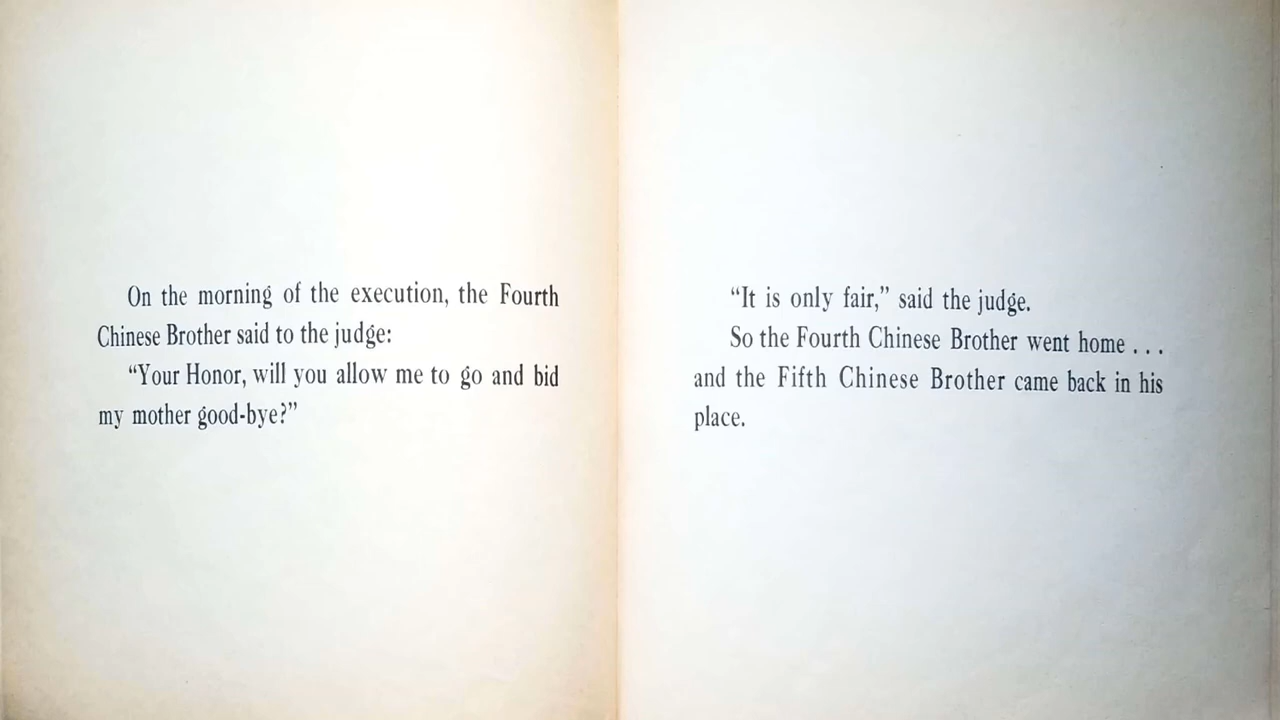 On the morning of the execution, the Fourth
Chinese Brother said to the judge:
“Your Honor, will you allow me to go and bid
my mother good-bye?”
“It is only fair,” said the judge.
So the Fourth Chinese Brother went home . . .
and the Fifth Chinese Brother came back in his
place.